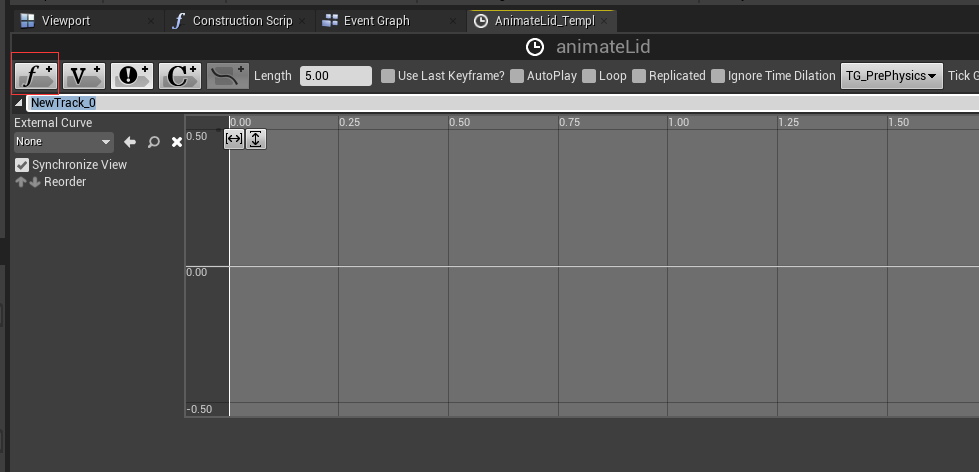 Viewport Construction Scrip Event Graph AnimateLid_Templ
animateLid
f V ! C Length 5.00 Use Last Keyframe? AutoPlay Loop Replicated Ignore Time Dilation TG_PrePhysics Tick G
NewTrack_0
External Curve
None
Synchronize View
Reorder
0.00 0.25 0.50 0.75 1.00 1.25 1.50
0.50
0.00
-0.50